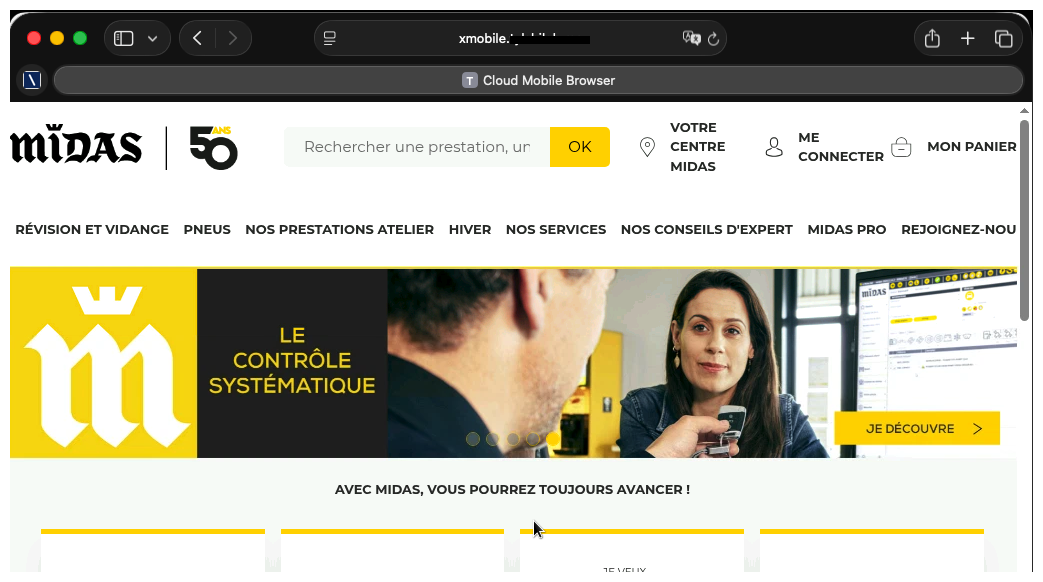 xmobile.
T Cloud Mobile Browser
MIDAS
50 ANS
Rechercher une prestation, un
OK
VOTRE
CENTRE
MIDAS
ME
CONNECTER
MON PANIER
RÉVISION ET VIDANGE PNEUS NOS PRESTATIONS ATELIER HIVER NOS SERVICES NOS CONSEILS D'EXPERT MIDAS PRO REJOIGNEZ-NOU
m
LE
CONTRÔLE
SYSTÉMATIQUE
MIDAS
JE DÉCOUVRE
AVEC MIDAS, VOUS POURREZ TOUJOURS AVANCER !
JE VEUX